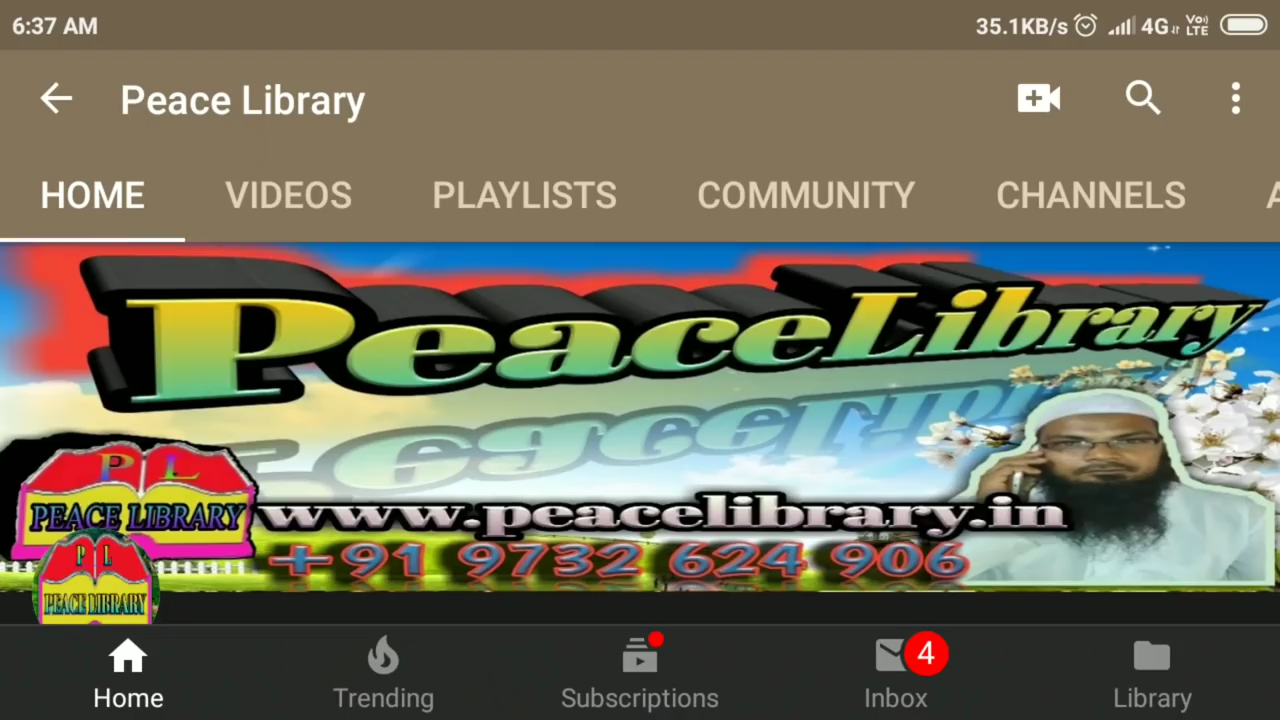 6:37 AM 35.1KB/s 4G Vo) LTE
Peace Library
HOME VIDEOS PLAYLISTS COMMUNITY CHANNELS A
PeaceLibrary
P L
PEACE LIBRARY
www.peacelibrary.in
+91 9732 624 906
P L
PEACE LIBRARY
4
Home Trending Subscriptions Inbox Library